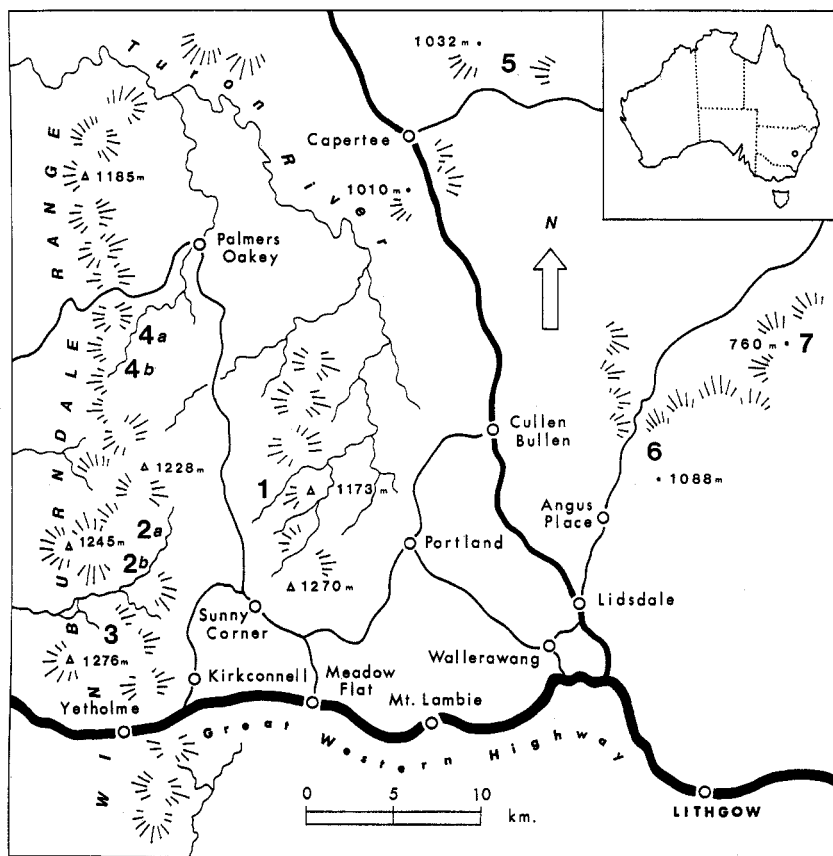 1032 m
5
Turon River
Capertee
RANGE
1185 m
1010 m
N
Palmers
Oakey
4a
4b
760 m
7
WINBURNDALE
Cullen
Bullen
1228 m
6
1
1173 m
1088 m
2a
Angus
Place
1245 m
2b
Portland
1270 m
Sunny
Corner
Lidsdale
3
Wallerawang
1276 m
Kirkconnell
Meadow
Flat
Mt. Lambie
Yetholme
Great Western Highway
0 5 10
km.
LITHGOW